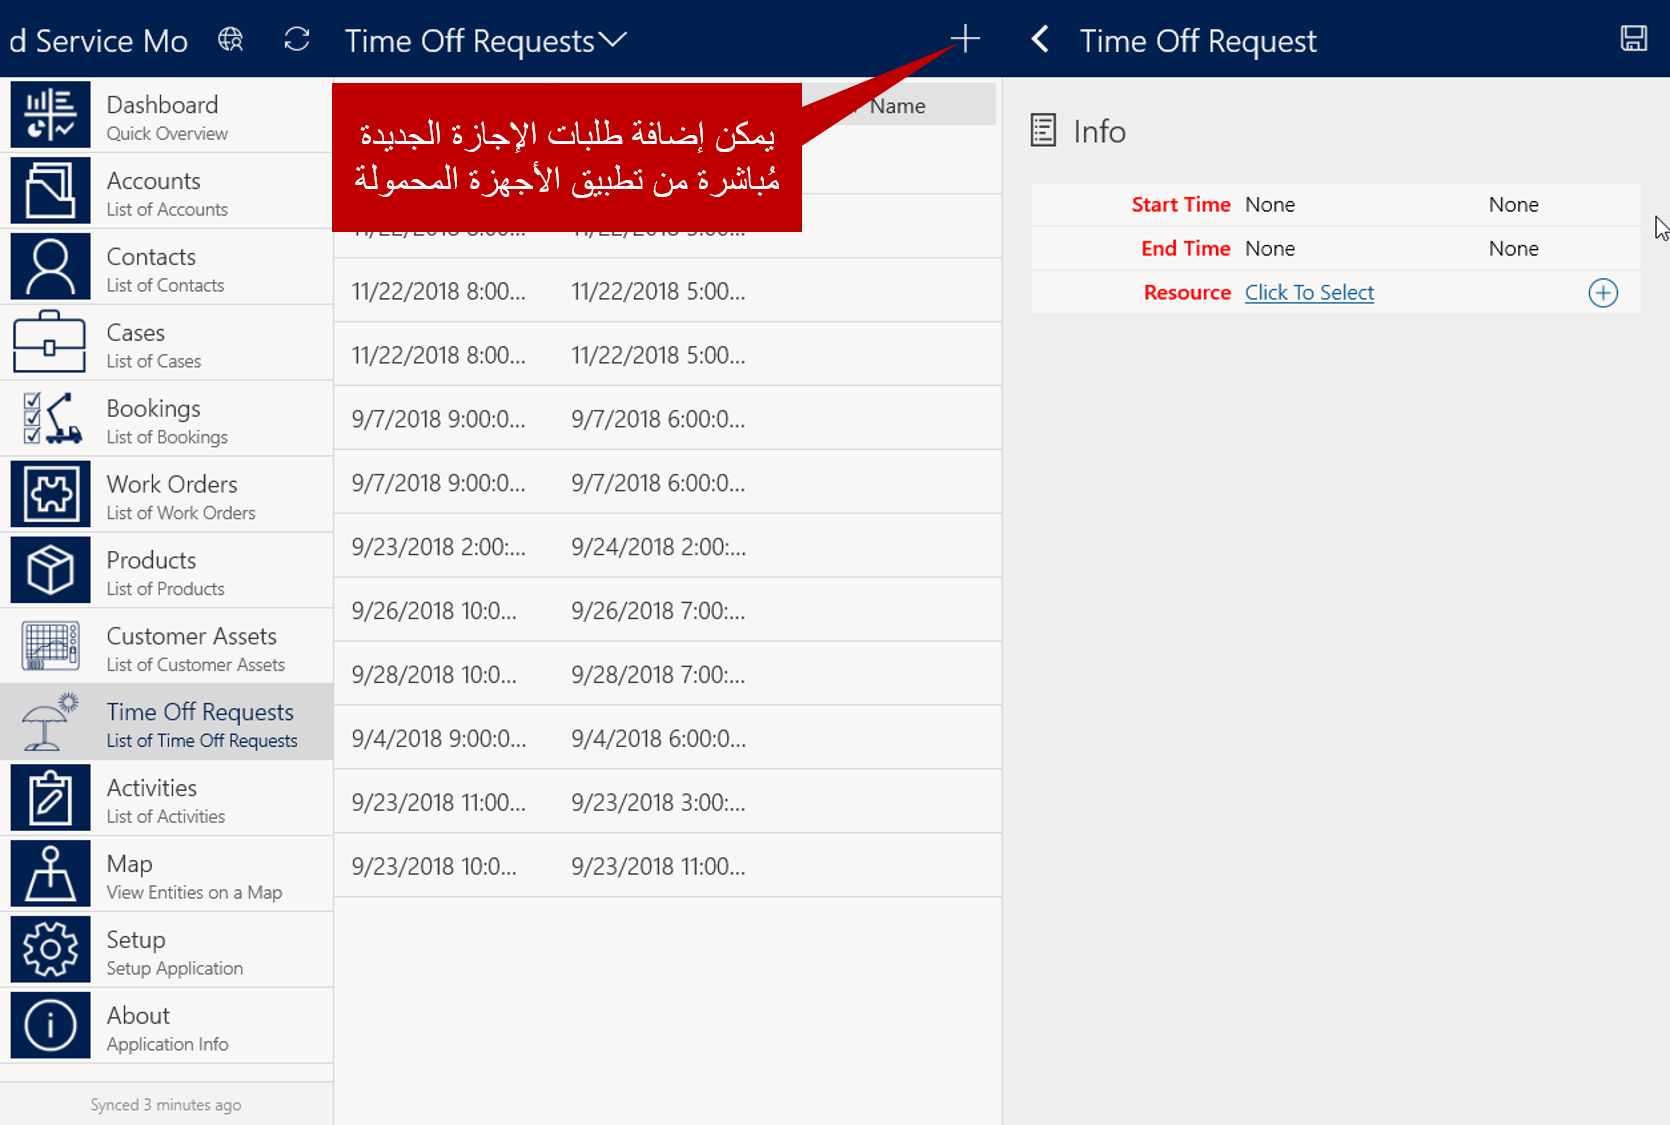 d Service Mo
Time Off Requests
Time Off Request
Dashboard
Quick Overview
Accounts
List of Accounts
Contacts
List of Contacts
Cases
List of Cases
Bookings
List of Bookings
Work Orders
List of Work Orders
Products
List of Products
Customer Assets
List of Customer Assets
Time Off Requests
List of Time Off Requests
Activities
List of Activities
Map
View Entities on a Map
Setup
Setup Application
About
Application Info
Synced 3 minutes ago
يمكن إضافة طلبات الإجازة الجديدة
مُباشرة من تطبيق الأجهزة المحمولة
Name
11/22/2018 8:00... 11/22/2018 5:00...
11/22/2018 8:00... 11/22/2018 5:00...
9/7/2018 9:00:0... 9/7/2018 6:00:0...
9/7/2018 9:00:0... 9/7/2018 6:00:0...
9/23/2018 2:00:... 9/24/2018 2:00:...
9/26/2018 10:0... 9/26/2018 7:00:...
9/28/2018 10:0... 9/28/2018 7:00:...
9/4/2018 9:00:0... 9/4/2018 6:00:0...
9/23/2018 11:00... 9/23/2018 3:00:...
9/23/2018 10:0... 9/23/2018 11:00...
Info
Start Time None None
End Time None None
Resource Click To Select